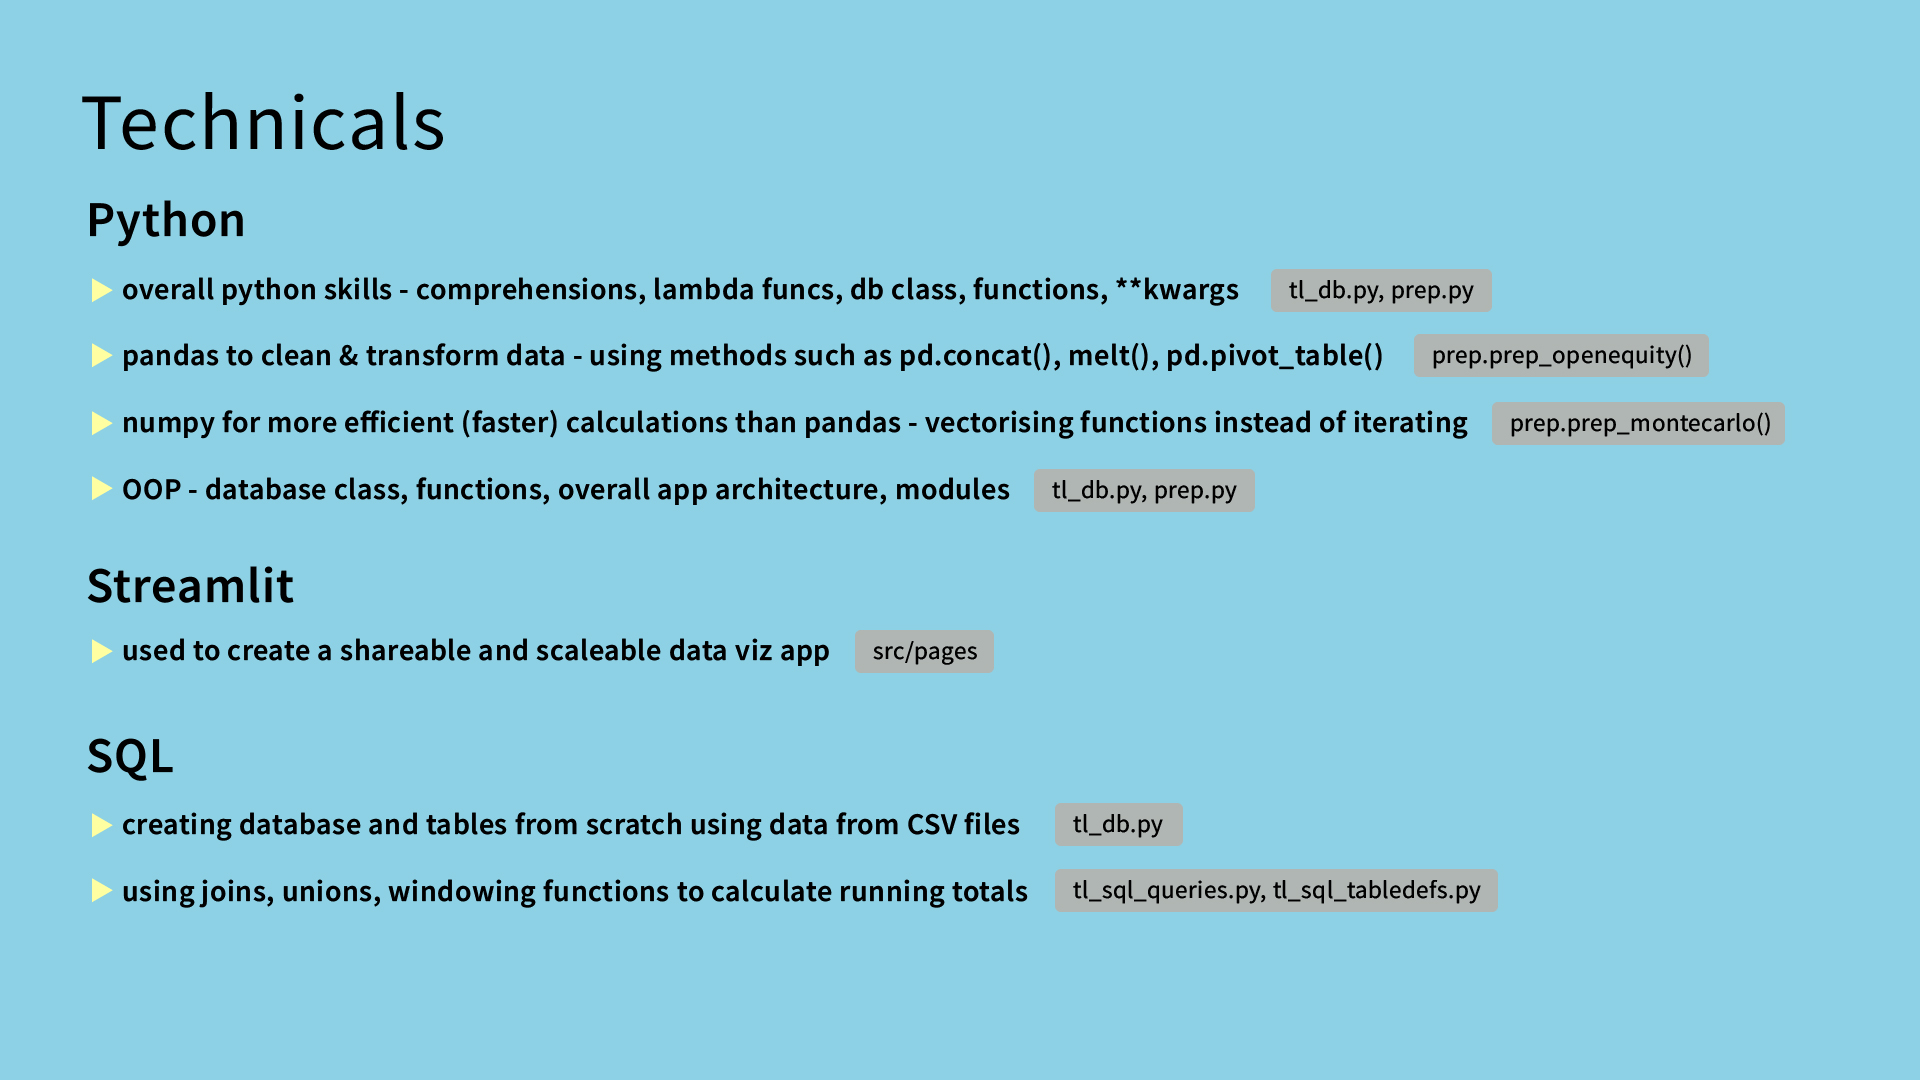 Technicals
Python
overall python skills - comprehensions, lambda funcs, db class, functions, **kwargs tl_db.py, prep.py
pandas to clean & transform data - using methods such as pd.concat(), melt(), pd.pivot_table() prep.prep_openequity()
numpy for more efficient (faster) calculations than pandas - vectorising functions instead of iterating prep.prep_montecarlo()
OOP - database class, functions, overall app architecture, modules tl_db.py, prep.py
Streamlit
used to create a shareable and scaleable data viz app src/pages
SQL
creating database and tables from scratch using data from CSV files tl_db.py
using joins, unions, windowing functions to calculate running totals tl_sql_queries.py, tl_sql_tabledefs.py